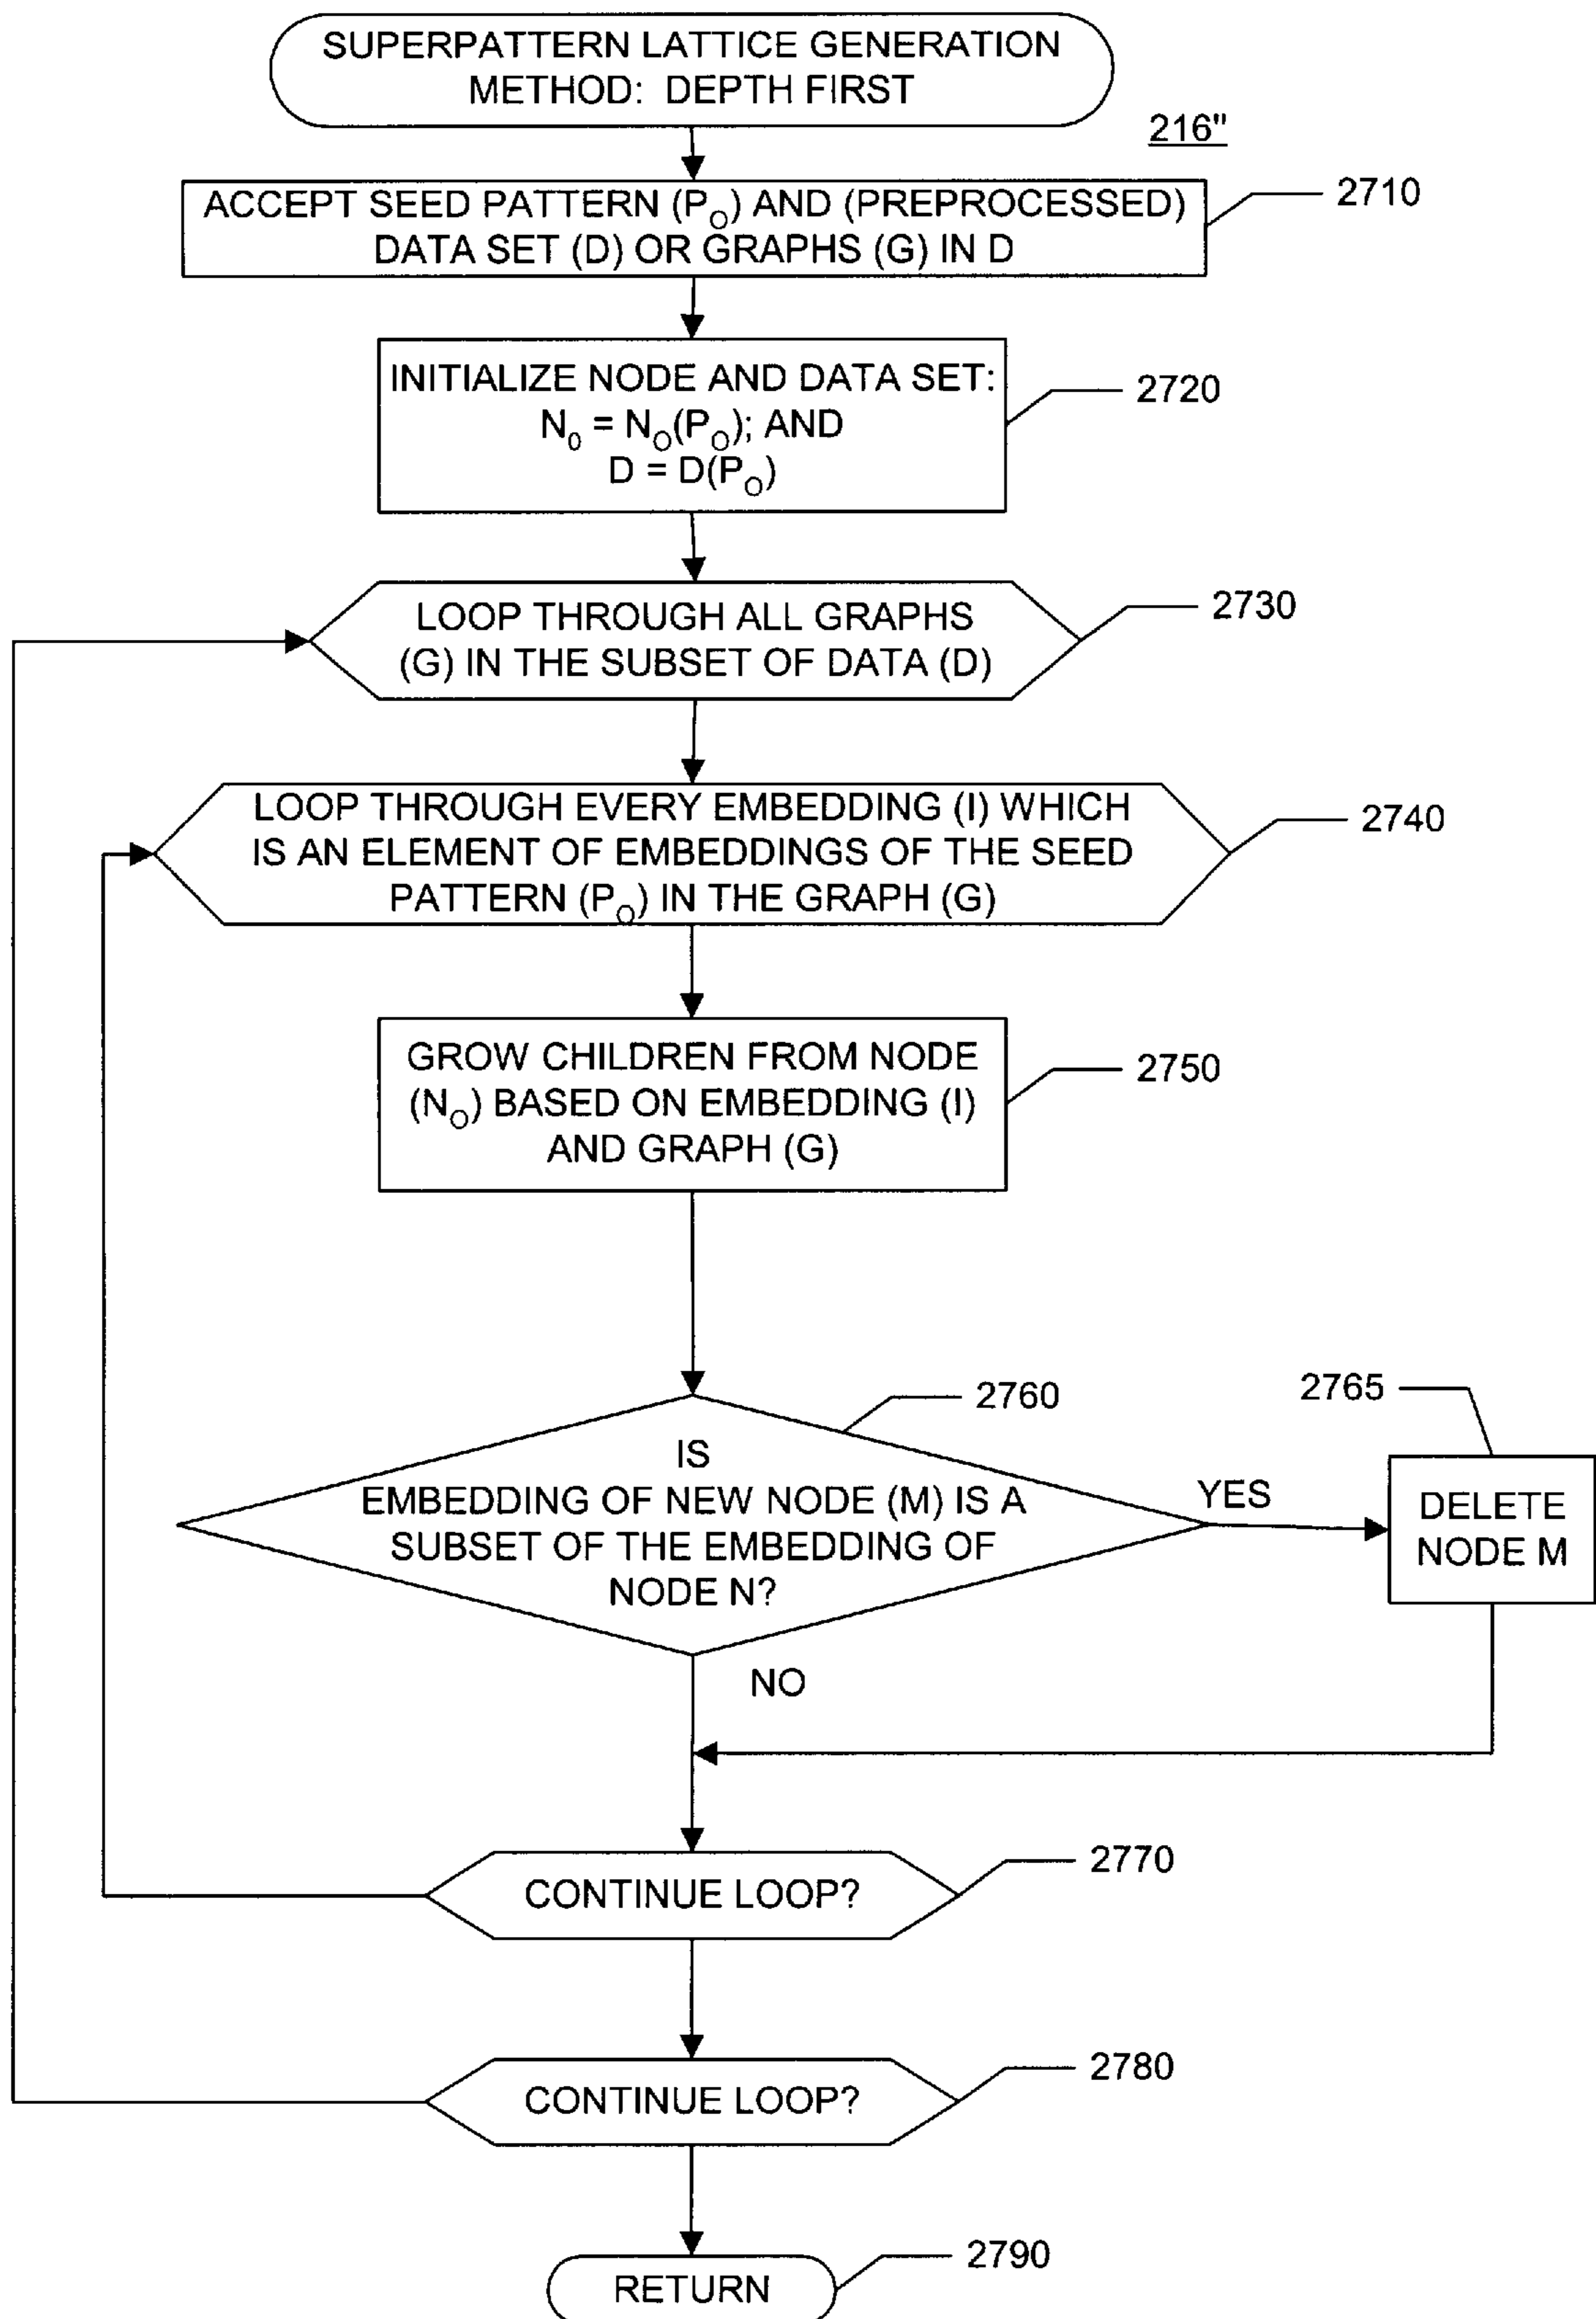 SUPERPATTERN LATTICE GENERATION
METHOD: DEPTH FIRST
216"
ACCEPT SEED PATTERN (PO) AND (PREPROCESSED)
DATA SET (D) OR GRAPHS (G) IN D
2710
INITIALIZE NODE AND DATA SET:
N0 = NO(PO); AND
D = D(PO)
2720
LOOP THROUGH ALL GRAPHS
(G) IN THE SUBSET OF DATA (D)
2730
LOOP THROUGH EVERY EMBEDDING (I) WHICH
IS AN ELEMENT OF EMBEDDINGS OF THE SEED
PATTERN (PO) IN THE GRAPH (G)
2740
GROW CHILDREN FROM NODE
(NO) BASED ON EMBEDDING (I)
AND GRAPH (G)
2750
2760
IS
EMBEDDING OF NEW NODE (M) IS A
SUBSET OF THE EMBEDDING OF
NODE N?
YES
2765
DELETE
NODE M
NO
CONTINUE LOOP?
2770
CONTINUE LOOP?
2780
RETURN
2790